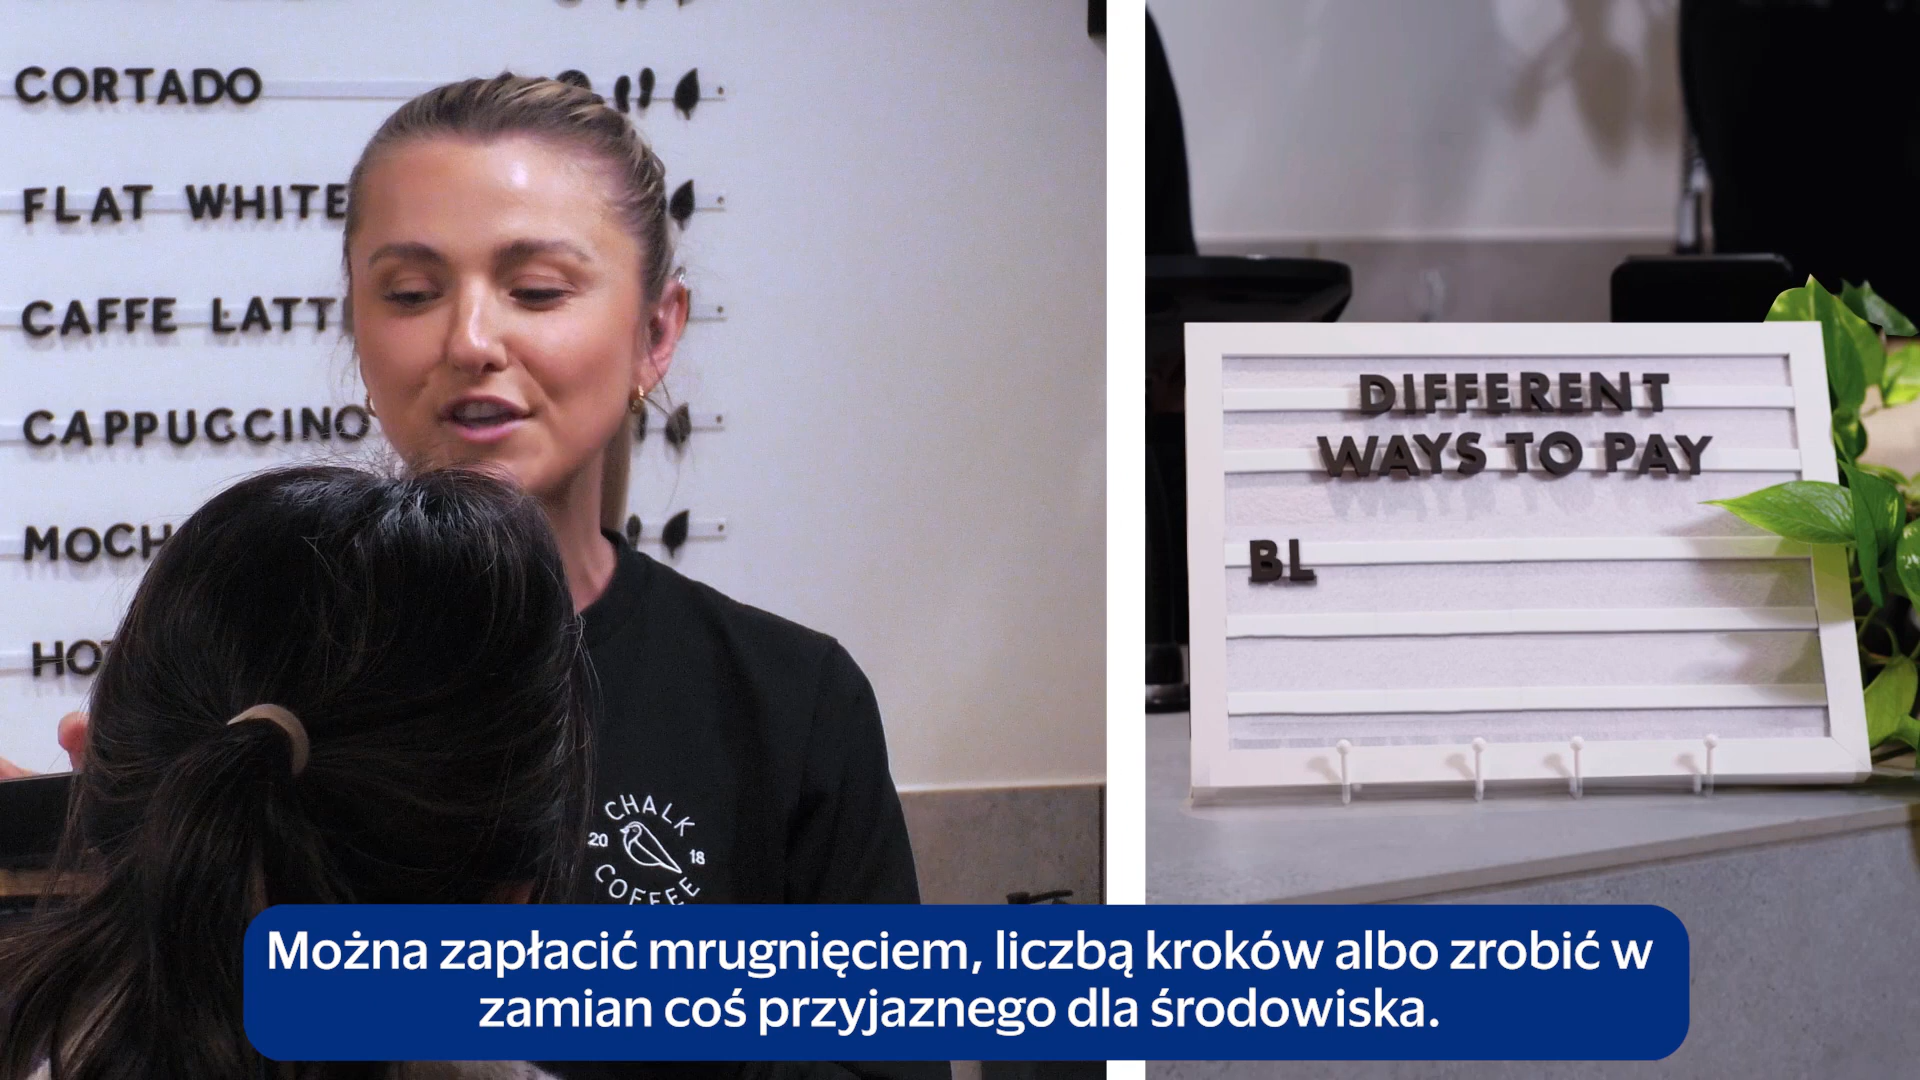 CORTADO
FLAT WHITE
CAFFE LATT
CAPPUCCINO
MOCH
HOT
CHALK
20 18
COFFEE
DIFFERENT
WAYS TO PAY
BL
Można zapłacić mrugnięciem, liczbą kroków albo zrobić w
zamian coś przyjaznego dla środowiska.